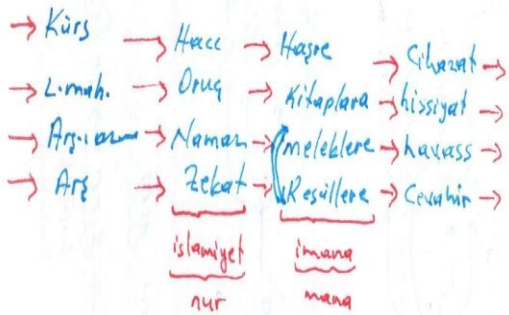 → Kürs → Hacc → Haşre → Cihazat →
→ L.mah. → Oruç → Kitaplara → hissiyat →
→ Arş-ı → Namaz → meleklere → havass →
→ Arş → Zekat → Resüllere → Cevahir →
islamiyet imana
nur mana